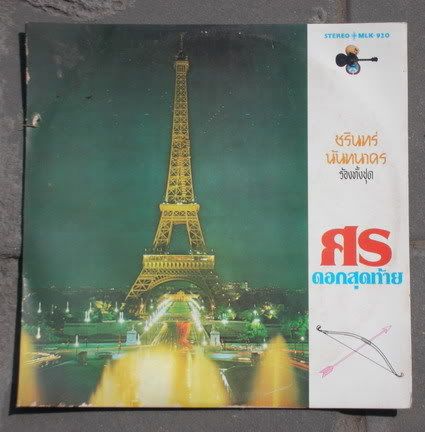 STEREO MLK-920
ชรินทร์
นันทนาคร
ร้องทั้งชุด
ศร
ดอกสุดท้าย